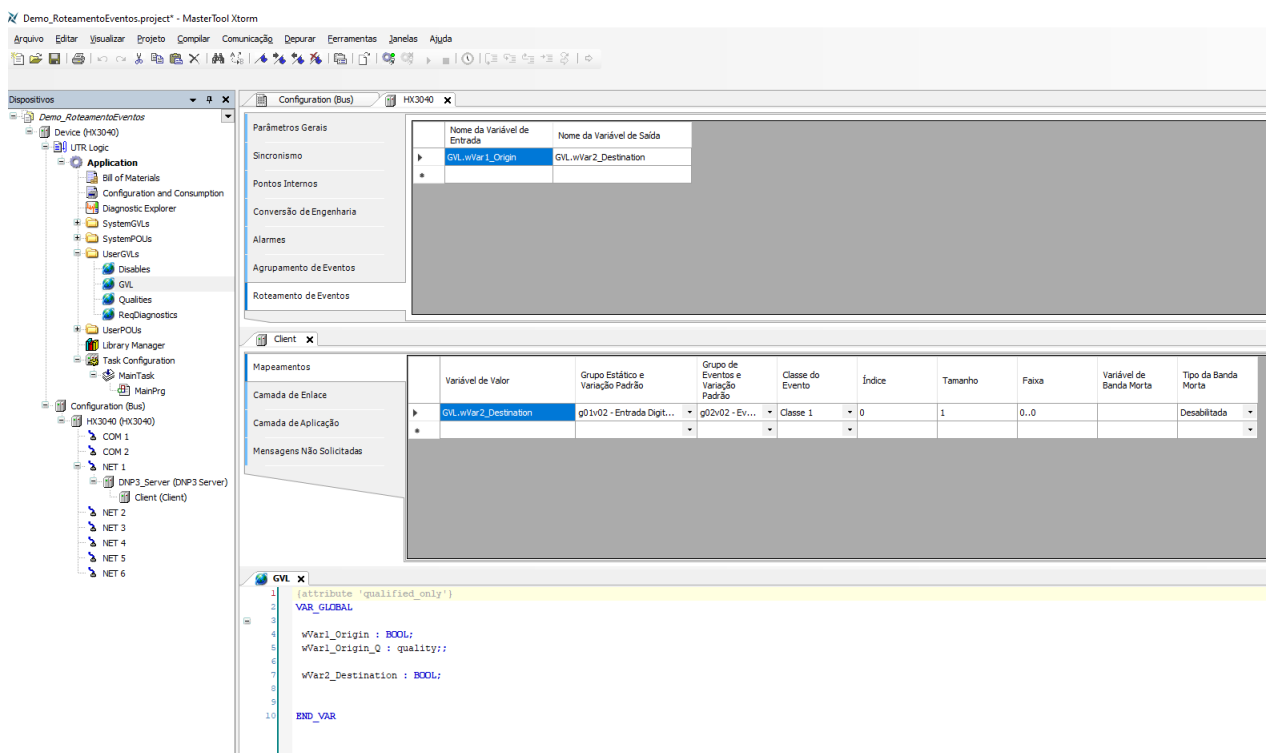 Demo_RoteamentoEventos.project* - MasterTool Xtorm
Arquivo Editar Visualizar Projeto Compilar Comunicação Depurar Ferramentas Janelas Ajuda
Dispositivos
Demo_RoteamentoEventos
Device (HX3040)
UTR Logic
Application
Bill of Materials
Configuration and Consumption
Diagnostic Explorer
SystemGVLs
SystemPOUs
UserGVLs
Disables
GVL
Qualities
ReqDiagnostics
UserPOUs
Library Manager
Task Configuration
MainTask
MainPrg
Configuration (Bus)
HX3040 (HX3040)
COM 1
COM 2
NET 1
DNP3_Server (DNP3 Server)
Client (Client)
NET 2
NET 3
NET 4
NET 5
NET 6
Configuration (Bus) HX3040
Parâmetros Gerais
Sincronismo
Pontos Internos
Conversão de Engenharia
Alarmes
Agrupamento de Eventos
Roteamento de Eventos
Nome da Variável de Entrada Nome da Variável de Saída
GVL.wVar1_Origin GVL.wVar2_Destination
Client
Mapeamentos
Camada de Enlace
Camada de Aplicação
Mensagens Não Solicitadas
Variável de Valor Grupo Estático e Variação Padrão Grupo de Eventos e Variação Padrão Classe do Evento Índice Tamanho Faixa Variável de Banda Morta Tipo da Banda Morta
GVL.wVar2_Destination g01v02 - Entrada Digit... g02v02 - Ev... Classe 1 0 1 0..0 Desabilitada
GVL
1 {attribute 'qualified_only'}
2 VAR_GLOBAL
3
4 wVar1_Origin : BOOL;
5 wVar1_Origin_Q : quality;;
6
7 wVar2_Destination : BOOL;
8
9
10 END_VAR